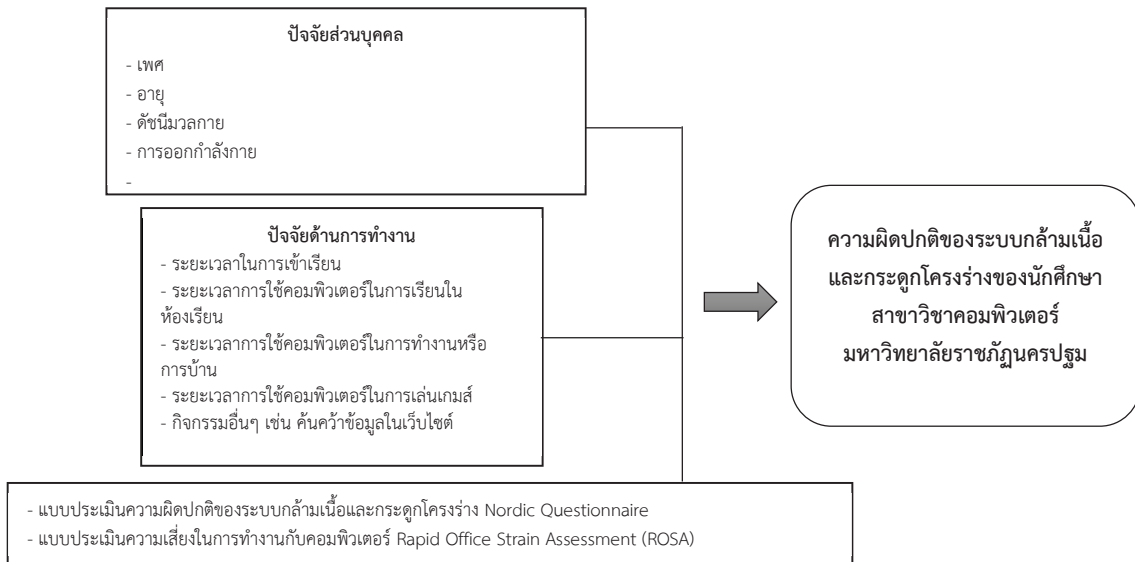 ปัจจัยส่วนบุคคล
- เพศ
- อายุ
- ดัชนีมวลกาย
- การออกกำลังกาย
-
ปัจจัยด้านการทำงาน
- ระยะเวลาในการเข้าเรียน
- ระยะเวลาการใช้คอมพิวเตอร์ในการเรียนใน
ห้องเรียน
- ระยะเวลาการใช้คอมพิวเตอร์ในการทำงานหรือ
การบ้าน
- ระยะเวลาการใช้คอมพิวเตอร์ในการเล่นเกมส์
- กิจกรรมอื่นๆ เช่น ค้นคว้าข้อมูลในเว็บไซต์
ความผิดปกติของระบบกล้ามเนื้อ
และกระดูกโครงร่างของนักศึกษา
สาขาวิชาคอมพิวเตอร์
มหาวิทยาลัยราชภัฏนครปฐม
- แบบประเมินความผิดปกติของระบบกล้ามเนื้อและกระดูกโครงร่าง Nordic Questionnaire
- แบบประเมินความเสี่ยงในการทำงานกับคอมพิวเตอร์ Rapid Office Strain Assessment (ROSA)